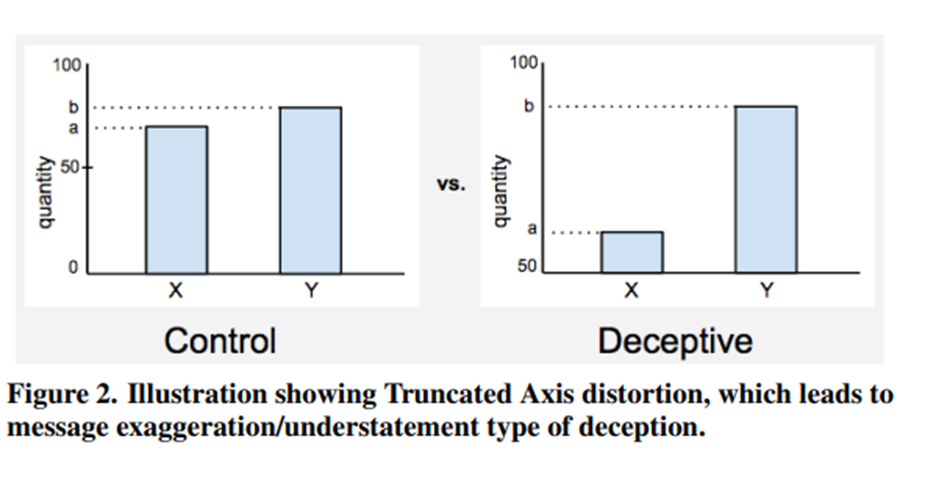 100
b
a
50
0
quantity
X
Y
Control
vs.
100
b
a
50
quantity
X
Y
Deceptive
Figure 2. Illustration showing Truncated Axis distortion, which leads to
message exaggeration/understatement type of deception.